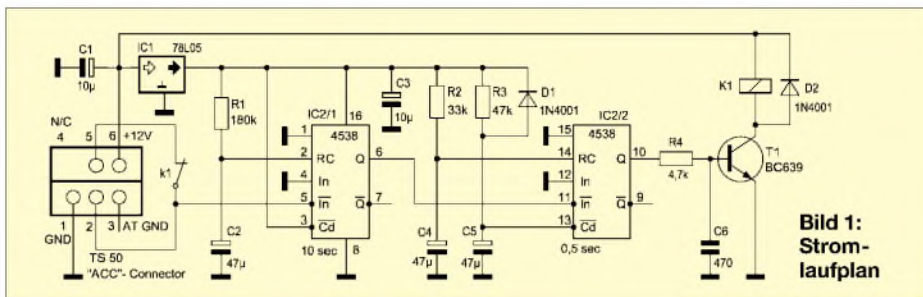 C1
10µ
IC1 78L05
N/C
4 5 6 +12V
k1
1 2 3 AT GND
GND
TS 50
"ACC"- Connector
R1
180k
C2
47µ
IC2/1
4538
16
1
2 RC Q 6
4 In
5 In Q 7
3 Cd
8
10 sec
C3
10µ
R2
33k
R3
47k
D1
1N4001
C4
47µ
C5
47µ
IC2/2
4538
15
14 RC Q 10
12 In
11 In Q 9
13 Cd
0,5 sec
R4
4,7k
C6
470
K1
D2
1N4001
T1
BC639
Bild 1:
Strom-
laufplan